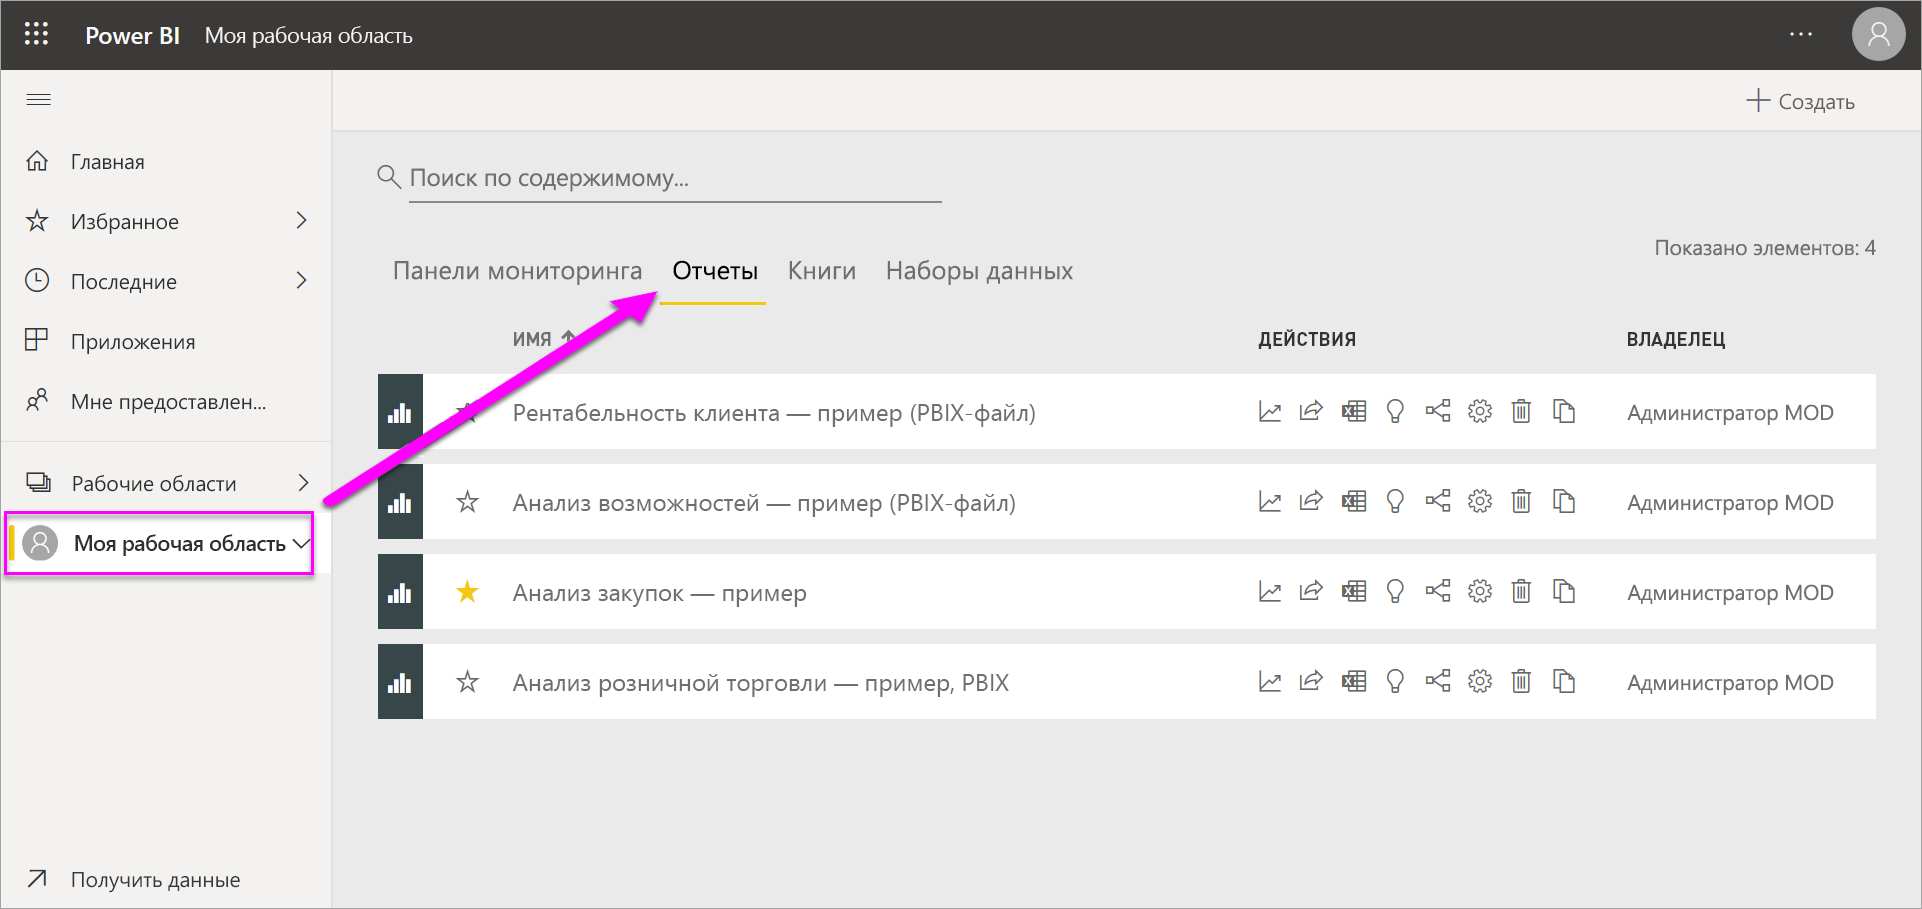 Power BI Моя рабочая область
Создать
Главная
Избранное
Последние
Приложения
Мне предоставлен...
Рабочие области
Моя рабочая область
Получить данные
Поиск по содержимому...
Показано элементов: 4
Панели мониторинга Отчеты Книги Наборы данных
ИМЯ ДЕЙСТВИЯ ВЛАДЕЛЕЦ
Рентабельность клиента — пример (PBIX-файл) Администратор MOD
Анализ возможностей — пример (PBIX-файл) Администратор MOD
Анализ закупок — пример Администратор MOD
Анализ розничной торговли — пример, PBIX Администратор MOD